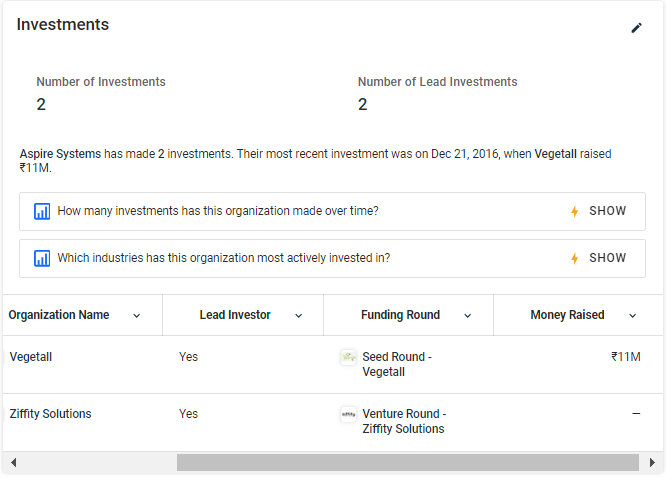 Investments
Number of Investments
Number of Lead Investments
2
2
Aspire Systems has made 2 investments. Their most recent investment was on Dec 21, 2016, when Vegetall raised
₹11M.
How many investments has this organization made over time?
SHOW
Which industries has this organization most actively invested in?
SHOW
Organization Name
Lead Investor
Funding Round
Money Raised
Vegetall
Yes
Seed Round -
Vegetall
₹11M
Ziffity Solutions
Yes
Ziffity
Venture Round -
Ziffity Solutions
—